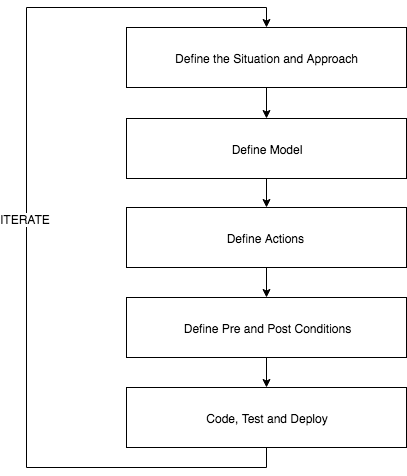 Define the Situation and Approach
Define Model
ITERATE
Define Actions
Define Pre and Post Conditions
Code, Test and Deploy